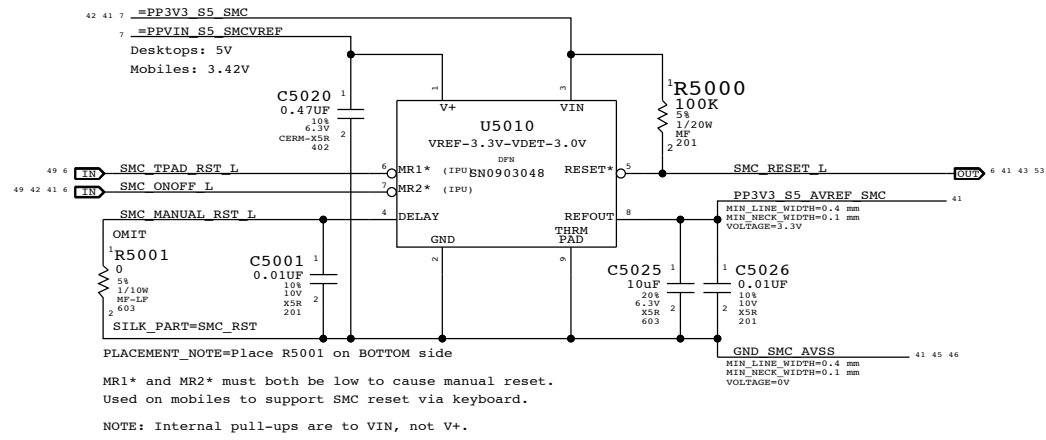 42 41 7 =PP3V3_S5_SMC
7 =PPVIN_S5_SMCVREF
Desktops: 5V
Mobiles: 3.42V
C5020
0.47UF
10%
6.3V
CERM-X5R
402
1
2
1
V+
3
VIN
U5010
VREF-3.3V-VDET-3.0V
DFN
SN0903048
1
R5000
100K
5%
1/20W
MF
201
2
49 6 IN SMC_TPAD_RST_L 6 MR1* (IPU)
RESET* 5 SMC_RESET_L OUT 6 41 43 53
49 42 41 6 IN SMC_ONOFF_L 7 MR2* (IPU)
SMC_MANUAL_RST_L 4 DELAY
REFOUT 8
PP3V3_S5_AVREF_SMC 41
MIN_LINE_WIDTH=0.4 mm
MIN_NECK_WIDTH=0.1 mm
VOLTAGE=3.3V
GND
2
THRM
PAD
9
OMIT
1
R5001
0
5%
1/10W
MF-LF
603
2
SILK_PART=SMC_RST
C5001
0.01UF
10%
10V
X5R
201
1
2
C5025
10uF
20%
6.3V
X5R
603
1
2
1
2
C5026
0.01UF
10%
10V
X5R
201
GND_SMC_AVSS 41 45 46
MIN_LINE_WIDTH=0.4 mm
MIN_NECK_WIDTH=0.1 mm
VOLTAGE=0V
PLACEMENT_NOTE=Place R5001 on BOTTOM side
MR1* and MR2* must both be low to cause manual reset.
Used on mobiles to support SMC reset via keyboard.
NOTE: Internal pull-ups are to VIN, not V+.